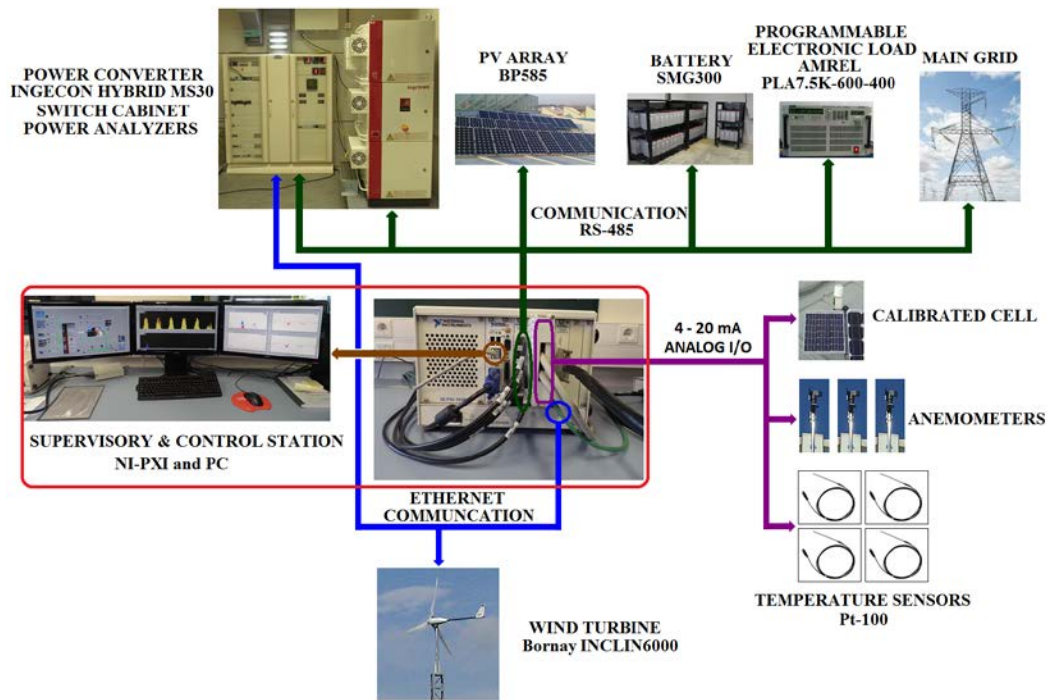 POWER CONVERTER
INGECON HYBRID MS30
SWITCH CABINET
POWER ANALYZERS
PV ARRAY
BP585
BATTERY
SMG300
PROGRAMMABLE
ELECTRONIC LOAD
AMREL
PLA7.5K-600-400
MAIN GRID
COMMUNICATION
RS-485
4 - 20 mA
ANALOG I/O
CALIBRATED CELL
ANEMOMETERS
SUPERVISORY & CONTROL STATION
NI-PXI and PC
ETHERNET
COMMUNCATION
TEMPERATURE SENSORS
Pt-100
WIND TURBINE
Bornay INCLIN6000